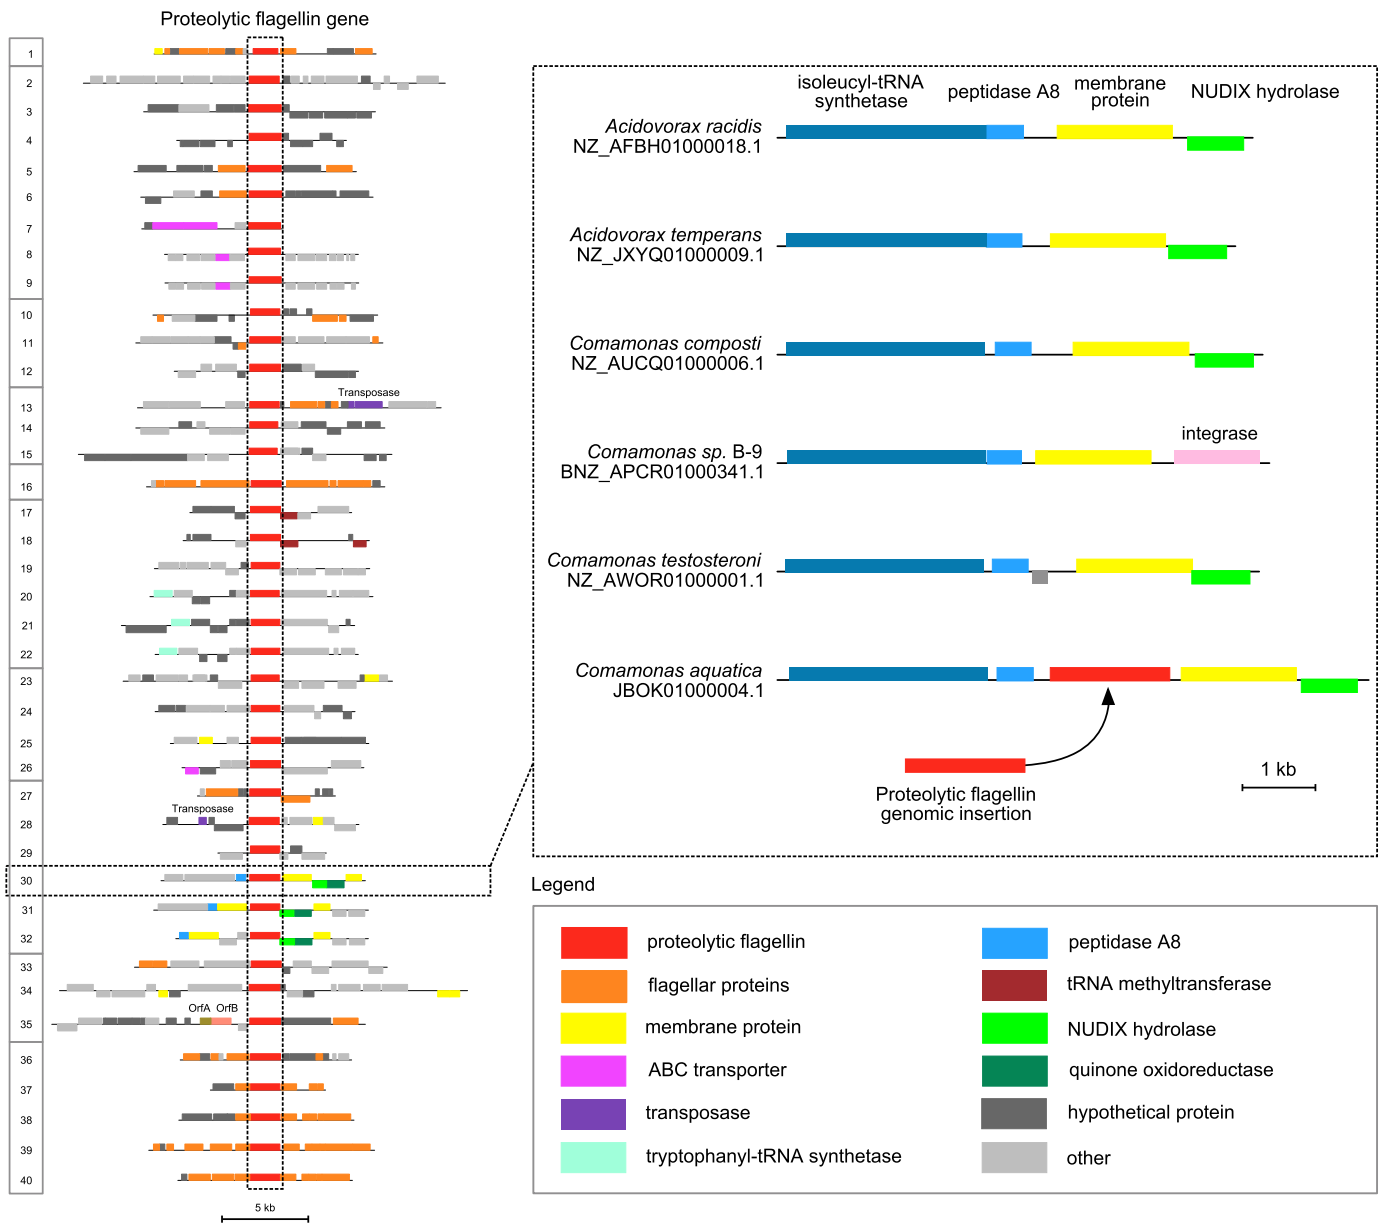 Proteolytic flagellin gene
1
2
3
4
5
6
7
8
9
10
11
12
Transposase
13
14
15
16
17
18
19
20
21
22
23
24
25
26
27
Transposase
28
29
30
31
32
33
34
OrfA OrfB
35
36
37
38
39
40
5 kb
isoleucyl-tRNA
synthetase
peptidase A8
membrane
protein
NUDIX hydrolase
Acidovorax racidis
NZ_AFBH01000018.1
Acidovorax temperans
NZ_JXYQ01000009.1
Comamonas composti
NZ_AUCQ01000006.1
integrase
Comamonas sp. B-9
BNZ_APCR01000341.1
Comamonas testosteroni
NZ_AWOR01000001.1
Comamonas aquatica
JBOK01000004.1
1 kb
Proteolytic flagellin
genomic insertion
Legend
proteolytic flagellin
flagellar proteins
membrane protein
ABC transporter
transposase
tryptophanyl-tRNA synthetase
peptidase A8
tRNA methyltransferase
NUDIX hydrolase
quinone oxidoreductase
hypothetical protein
other